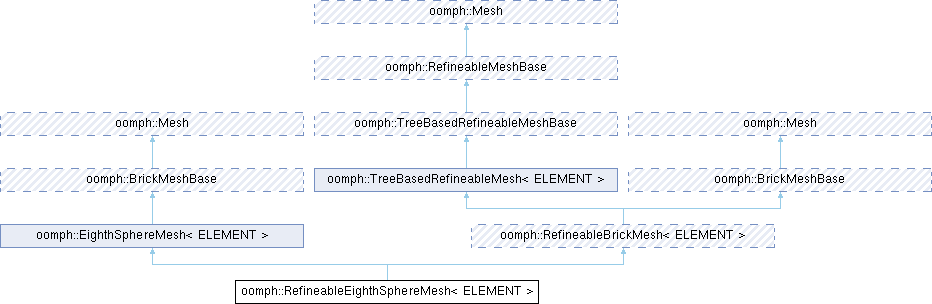 oomph::Mesh
oomph::RefineableMeshBase
oomph::Mesh
oomph::TreeBasedRefineableMeshBase
oomph::Mesh
oomph::BrickMeshBase
oomph::TreeBasedRefineableMesh< ELEMENT >
oomph::BrickMeshBase
oomph::EighthSphereMesh< ELEMENT >
oomph::RefineableBrickMesh< ELEMENT >
oomph::RefineableEighthSphereMesh< ELEMENT >